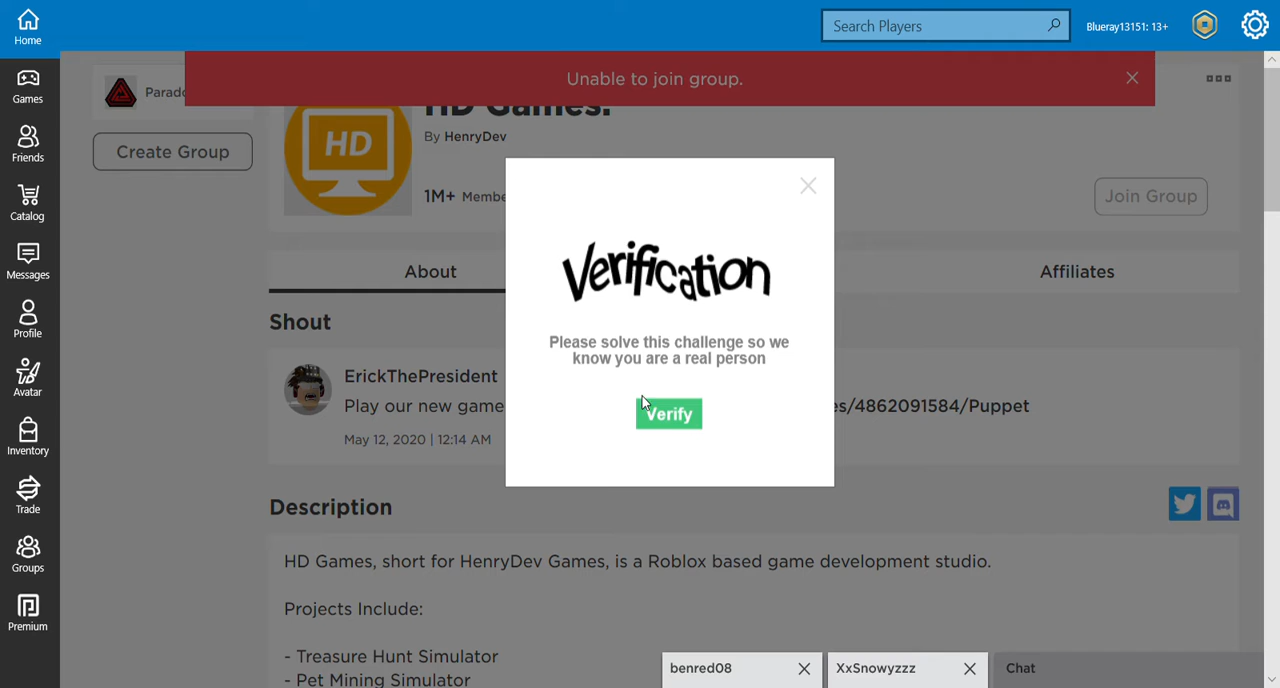 Home
Search Players
Blueray13151: 13+
Unable to join group.
Games
Friends
Catalog
Messages
Profile
Avatar
Inventory
Trade
Groups
Premium
Create Group
HD
HD Games.
By HenryDev
1M+
Join Group
About
Affiliates
Verification
Please solve this challenge so we
know you are a real person
Verify
Shout
ErickThePresident
Play our new game
es/4862091584/Puppet
May 12, 2020 | 12:14 AM
Description
HD Games, short for HenryDev Games, is a Roblox based game development studio.
Projects Include:
- Treasure Hunt Simulator
- Pet Mining Simulator
benred08
XxSnowyzzz
Chat